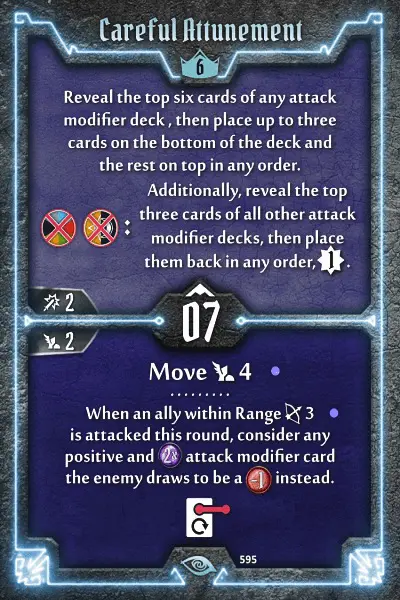 Careful Attunement
6
Reveal the top six cards of any attack
modifier deck , then place up to three
cards on the bottom of the deck and
the rest on top in any order.
Additionally, reveal the top
: three cards of all other attack
modifier decks, then place
them back in any order, 1 .
2
07
2
Move 4
.........
When an ally within Range 3
is attacked this round, consider any
positive and 2x attack modifier card
the enemy draws to be a -1 instead.
595